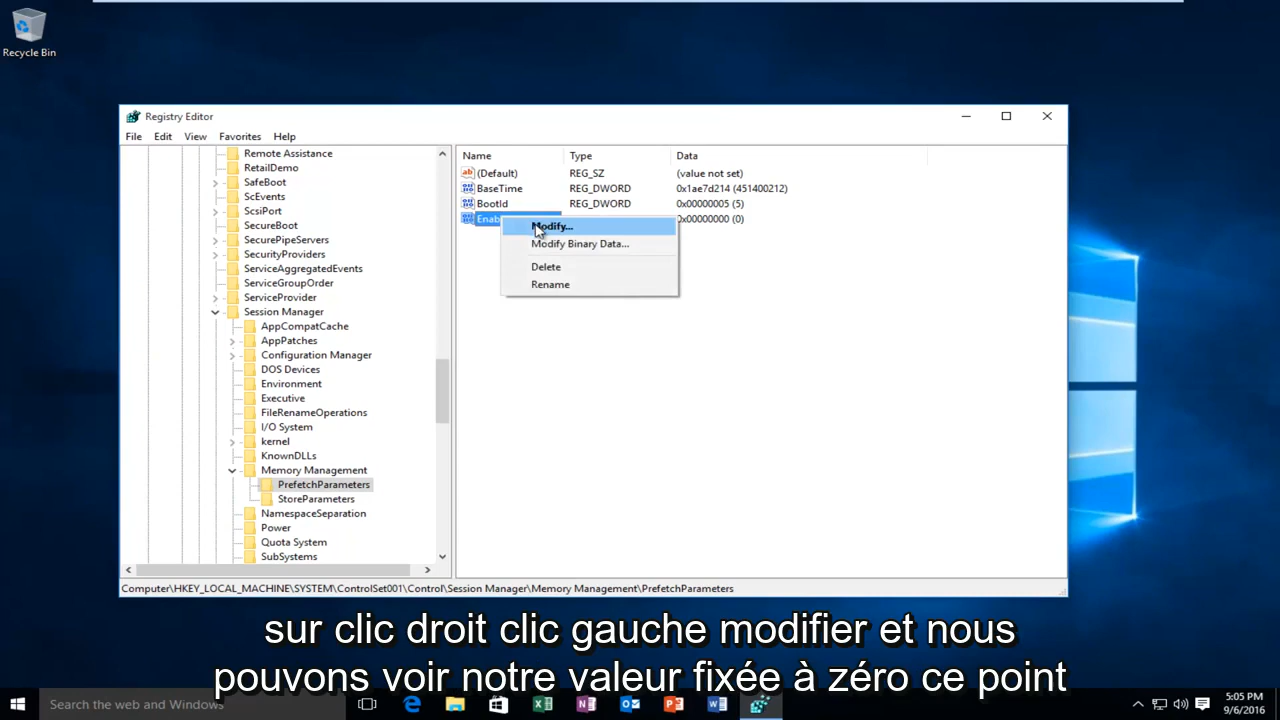 Recycle Bin
Registry Editor
File Edit View Favorites Help
Remote Assistance
RetailDemo
SafeBoot
ScEvents
ScsiPort
SecureBoot
SecurePipeServers
SecurityProviders
ServiceAggregatedEvents
ServiceGroupOrder
ServiceProvider
Session Manager
AppCompatCache
AppPatches
Configuration Manager
DOS Devices
Environment
Executive
FileRenameOperations
I/O System
kernel
KnownDLLs
Memory Management
PrefetchParameters
StoreParameters
NamespaceSeparation
Power
Quota System
SubSystems
Name Type Data
(Default) REG_SZ (value not set)
BaseTime REG_DWORD 0x1ae7d214 (451400212)
BootId REG_DWORD 0x00000005 (5)
Enab 0x00000000 (0)
Modify...
Modify Binary Data...
Delete
Rename
Computer\HKEY_LOCAL_MACHINE\SYSTEM\ControlSet001\Control\Session Manager\Memory Management\PrefetchParameters
sur clic droit clic gauche modifier et nous
pouvons voir notre valeur fixée à zéro ce point
Search the web and Windows
5:05 PM
9/6/2016